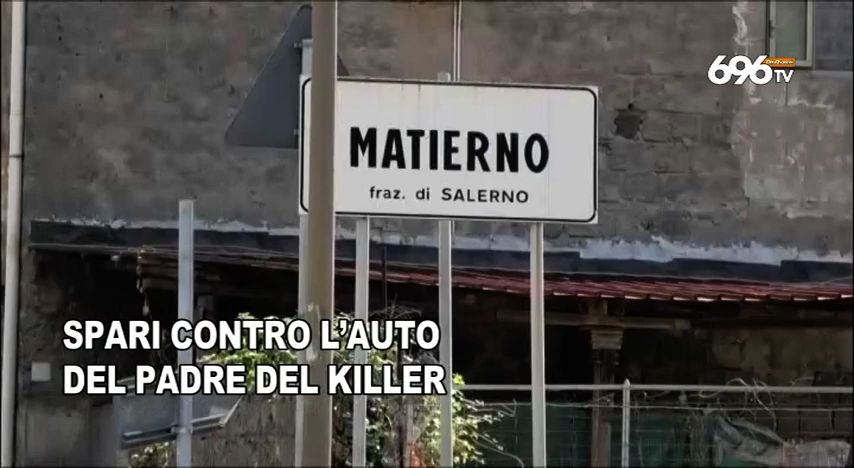 696 TV
MATIERNO
fraz. di SALERNO
SPARI CONTRO L'AUTO
DEL PADRE DEL KILLER